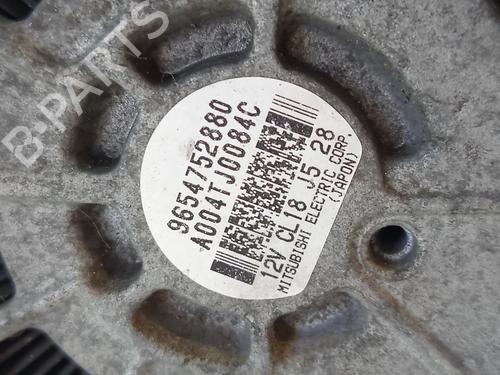 B-PARTS
9654752880
A004TJ0084C
12V CL18 J5 28
MITSUBISHI ELECTRIC CORP.
(JAPON)